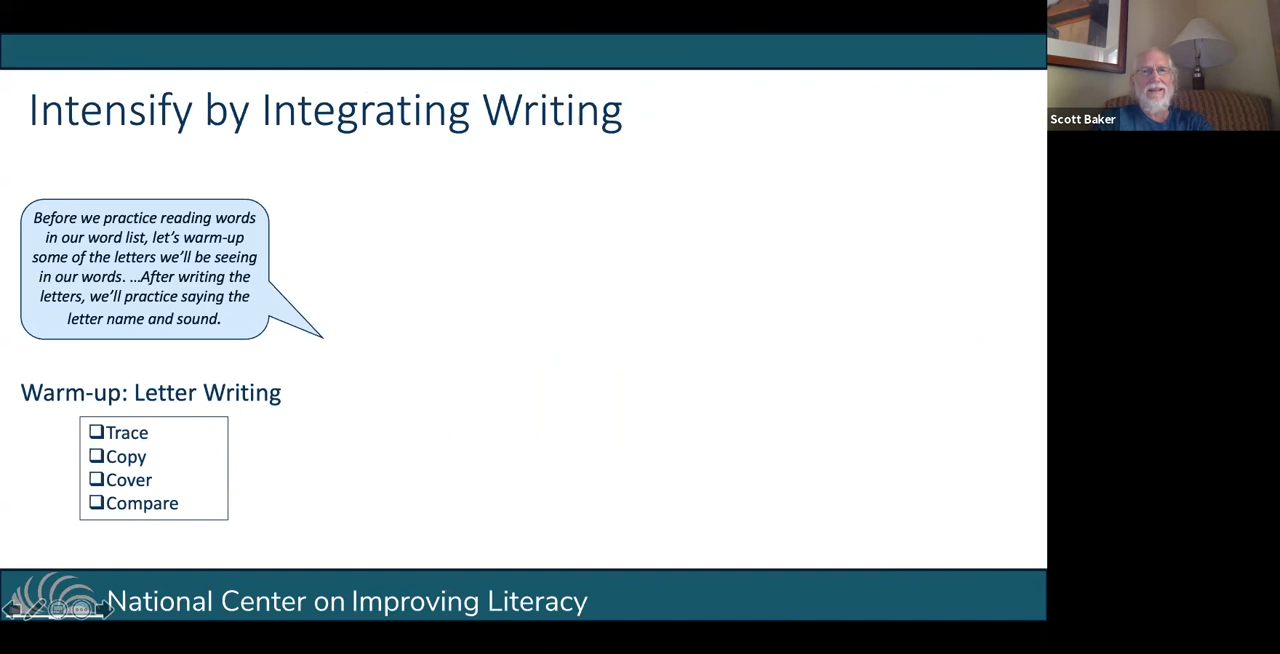 Intensify by Integrating Writing
Scott Baker
Before we practice reading words
in our word list, let’s warm-up
some of the letters we’ll be seeing
in our words. …After writing the
letters, we’ll practice saying the
letter name and sound.
Warm-up: Letter Writing
❑Trace
❑Copy
❑Cover
❑Compare
National Center on Improving Literacy